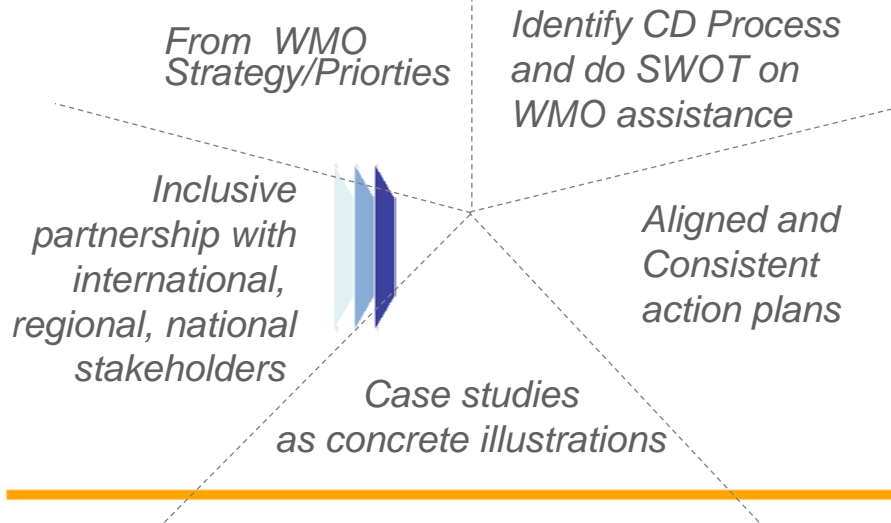 From WMO
Strategy/Priorties
Identify CD Process
and do SWOT on
WMO assistance
Inclusive
partnership with
international,
regional, national
stakeholders
Aligned and
Consistent
action plans
Case studies
as concrete illustrations